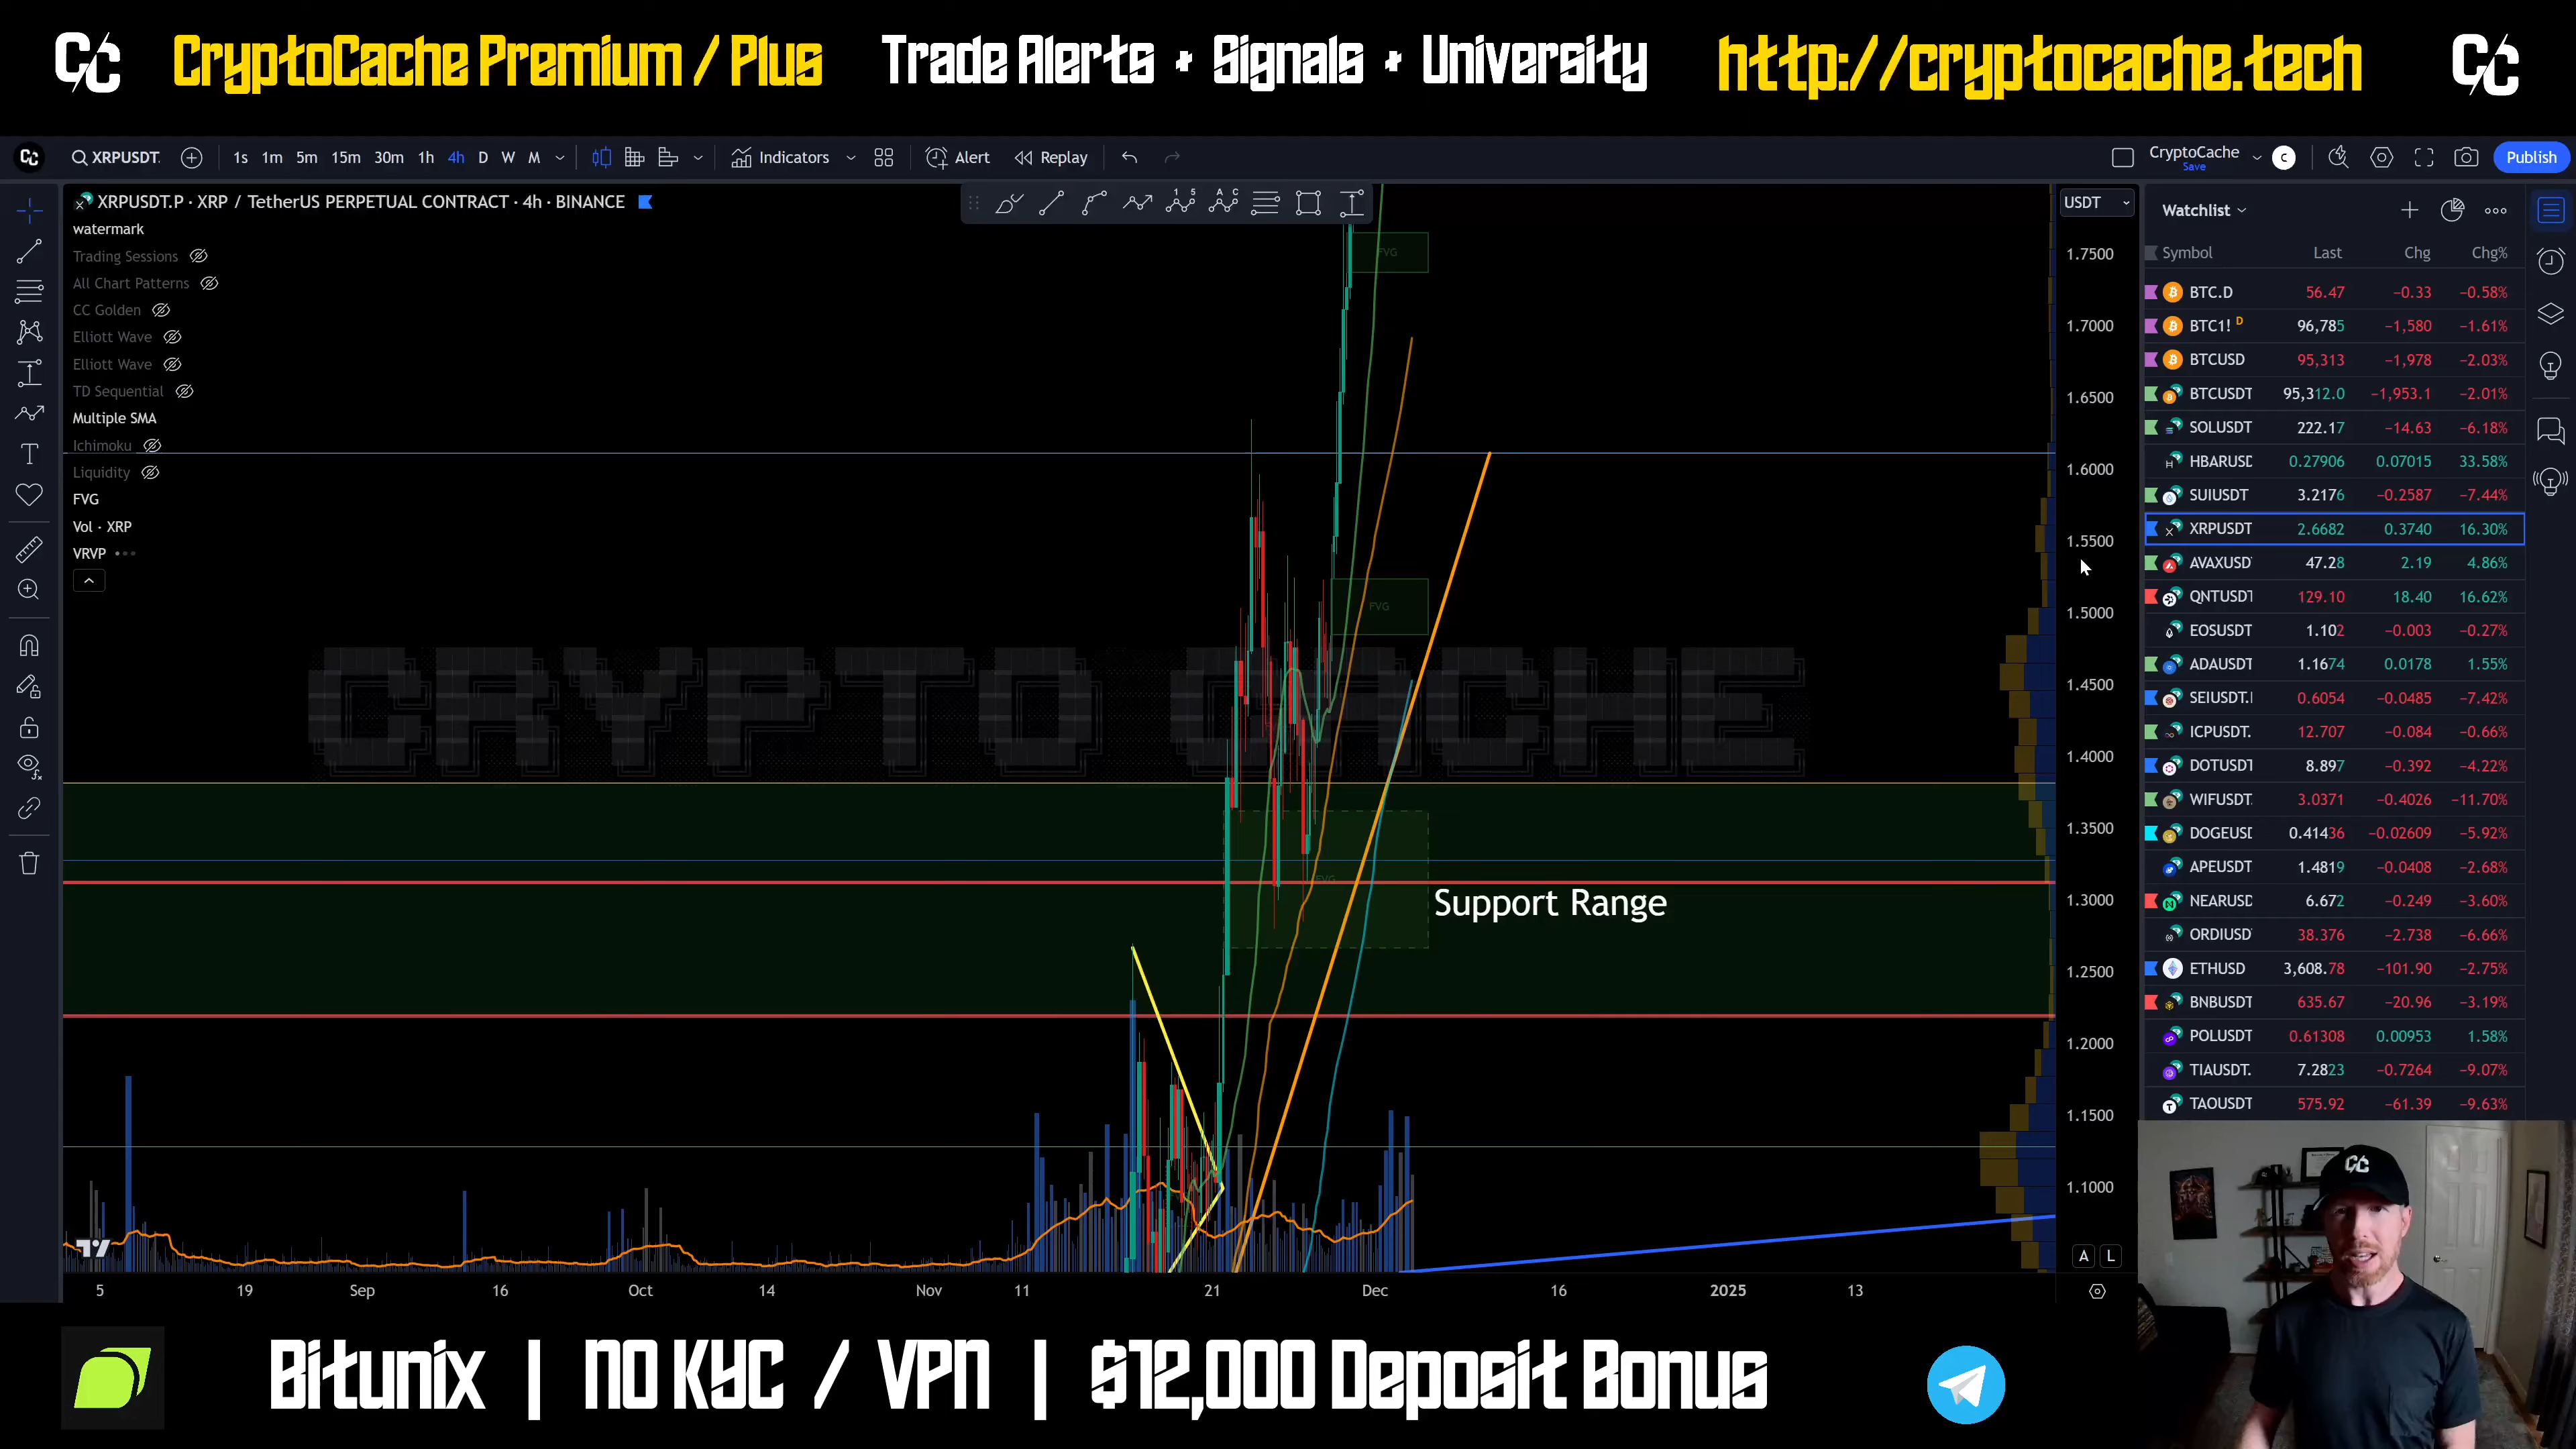 CC CryptoCache Premium / Plus Trade Alerts + Signals + University http://cryptocache.tech CC
CC XRPUSDT. 1s 1m 5m 15m 30m 1h 4h D W M Indicators Alert Replay CryptoCache Save C Publish
XRPUSDT.P · XRP / TetherUS PERPETUAL CONTRACT · 4h · BINANCE
watermark
Trading Sessions
All Chart Patterns
CC Golden
Elliott Wave
Elliott Wave
TD Sequential
Multiple SMA
Ichimoku
Liquidity
FVG
Vol · XRP
VRVP
FVG
FVG
FVG
CRYPTO CACHE
Support Range
USDT
1.7500
1.7000
1.6500
1.6000
1.5500
1.5000
1.4500
1.4000
1.3500
1.3000
1.2500
1.2000
1.1500
1.1000
A L
5 19 Sep 16 Oct 14 Nov 11 21 Dec 16 2025 13
Watchlist
Symbol Last Chg Chg%
BTC.D 56.47 −0.33 −0.58%
BTC1! D 96,785 −1,580 −1.61%
BTCUSD 95,313 −1,978 −2.03%
BTCUSDT 95,312.0 −1,953.1 −2.01%
SOLUSDT 222.17 −14.63 −6.18%
HBARUSD 0.27906 0.07015 33.58%
SUIUSDT 3.2176 −0.2587 −7.44%
XRPUSDT 2.6682 0.3740 16.30%
AVAXUSD 47.28 2.19 4.86%
QNTUSDT 129.10 18.40 16.62%
EOSUSDT 1.102 −0.003 −0.27%
ADAUSDT 1.1674 0.0178 1.55%
SEIUSDT. 0.6054 −0.0485 −7.42%
ICPUSDT. 12.707 −0.084 −0.66%
DOTUSDT 8.897 −0.392 −4.22%
WIFUSDT. 3.0371 −0.4026 −11.70%
DOGEUSD 0.41436 −0.02609 −5.92%
APEUSDT 1.4819 −0.0408 −2.68%
NEARUSD 6.672 −0.249 −3.60%
ORDIUSD 38.376 −2.738 −6.66%
ETHUSD 3,608.78 −101.90 −2.75%
BNBUSDT 635.67 −20.96 −3.19%
POLUSDT 0.61308 0.00953 1.58%
TIAUSDT. 7.2823 −0.7264 −9.07%
TAOUSDT 575.92 −61.39 −9.63%
CC
Bitunix | NO KYC / VPN | $12,000 Deposit Bonus